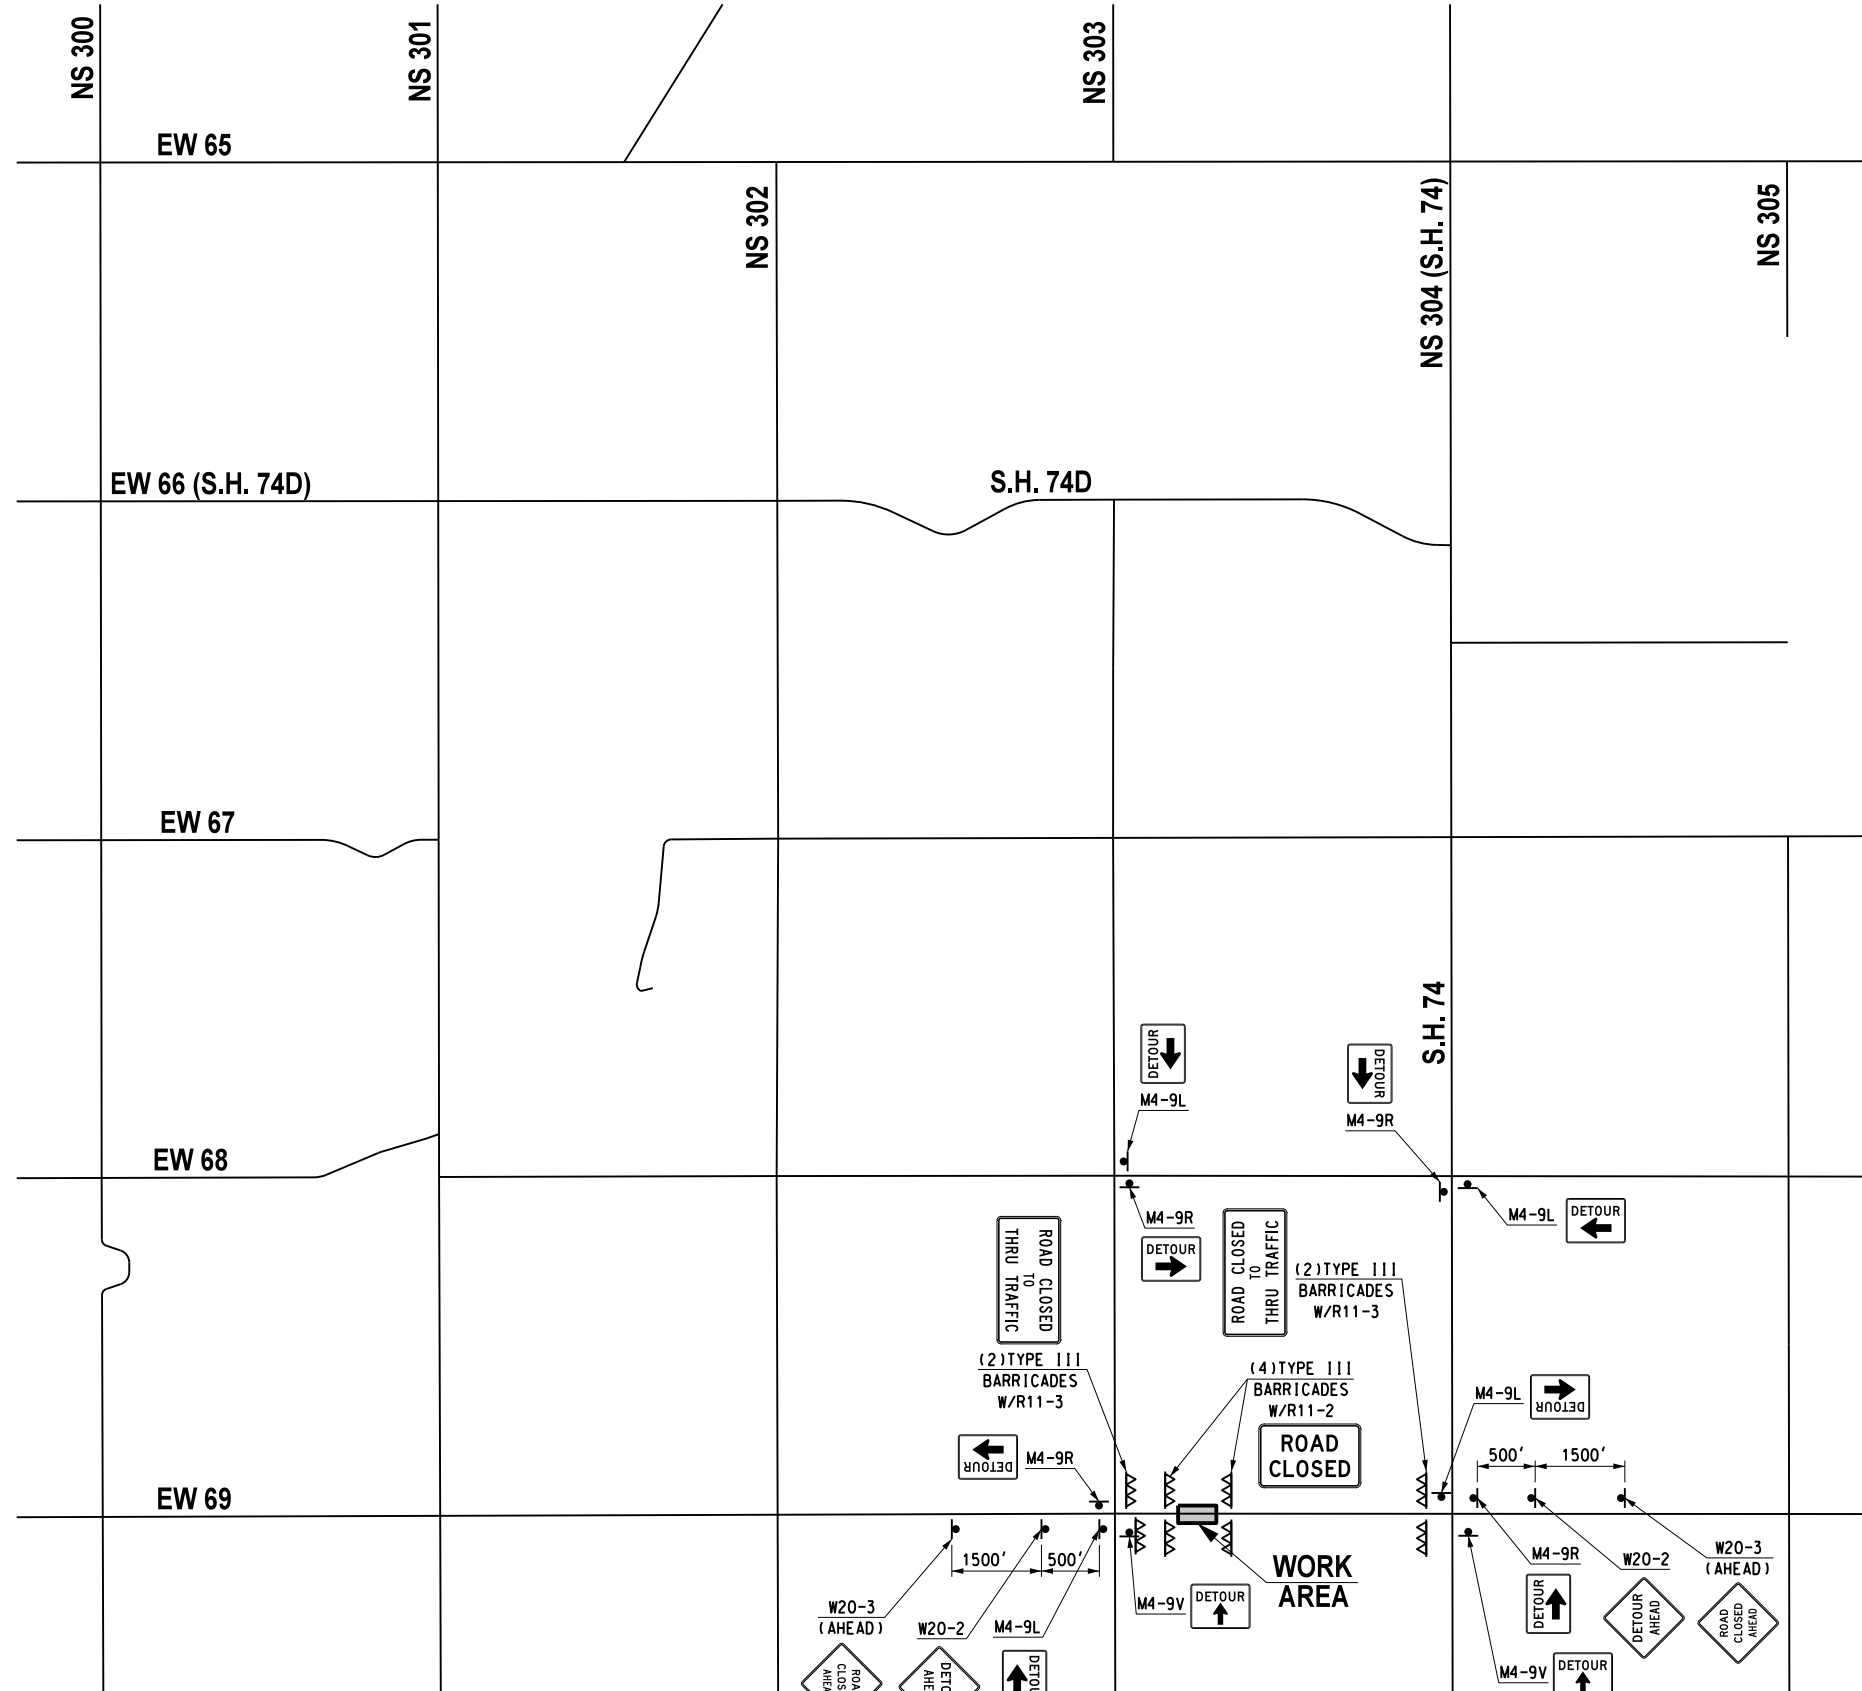 NS 300
NS 301
NS 303
EW 65
NS 302
NS 304 (S.H. 74)
NS 305
EW 66 (S.H. 74D)
S.H. 74D
EW 67
S.H. 74
DETOUR
M4-9L
DETOUR
M4-9R
EW 68
M4-9R
DETOUR
M4-9L
DETOUR
ROAD CLOSED
TO
THRU TRAFFIC
(2)TYPE III
BARRICADES
W/R11-3
ROAD CLOSED
TO
THRU TRAFFIC
(2)TYPE III
BARRICADES
W/R11-3
(4)TYPE III
BARRICADES
W/R11-2
ROAD
CLOSED
M4-9L
DETOUR
DETOUR
M4-9R
500'
1500'
EW 69
1500'
500'
WORK
AREA
M4-9R
W20-2
W20-3
(AHEAD)
DETOUR
DETOUR
AHEAD
ROAD
CLOSED
AHEAD
M4-9V
DETOUR
W20-3
(AHEAD)
W20-2
M4-9L
M4-9V
DETOUR